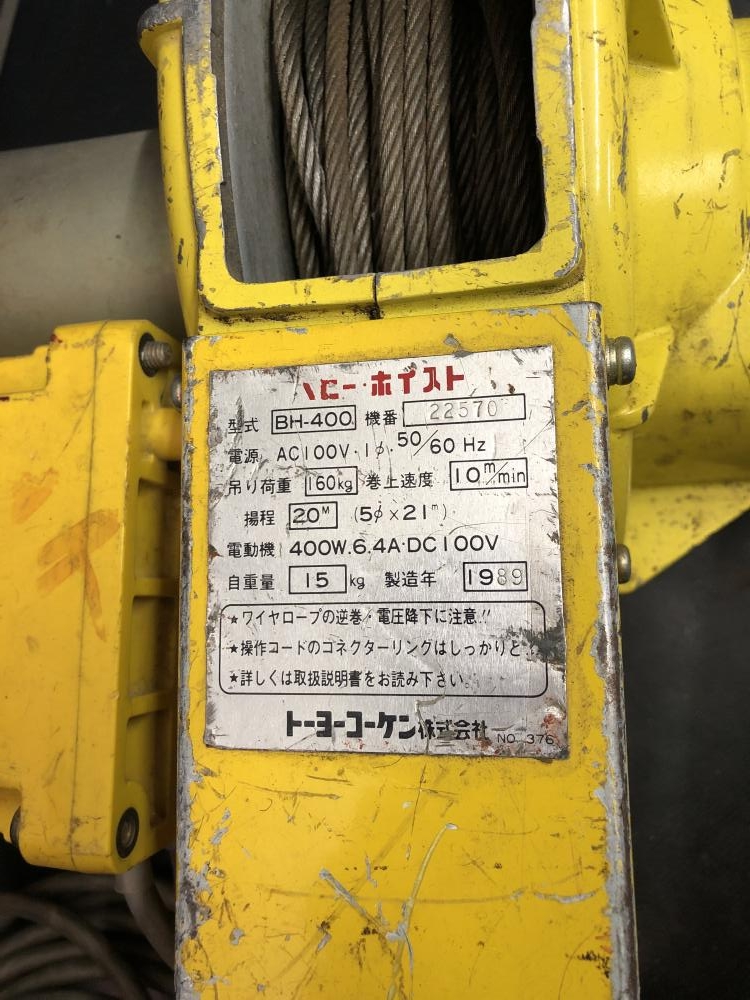 ベビー・ホイスト
型式 BH-400 機番 22570
電源 AC100V・1φ・50/60 Hz
吊り荷重 160kg 巻上速度 10m/min
揚程 20M (5φ×21m)
電動機 400W.6.4A・DC100V
自重量 15kg 製造年 1989
★ワイヤロープの逆巻・電圧降下に注意!!
★操作コードのコネクターリングはしっかりと!!
★詳しくは取扱説明書をお読み下さい。
トーヨーコーケン株式会社 NO 376